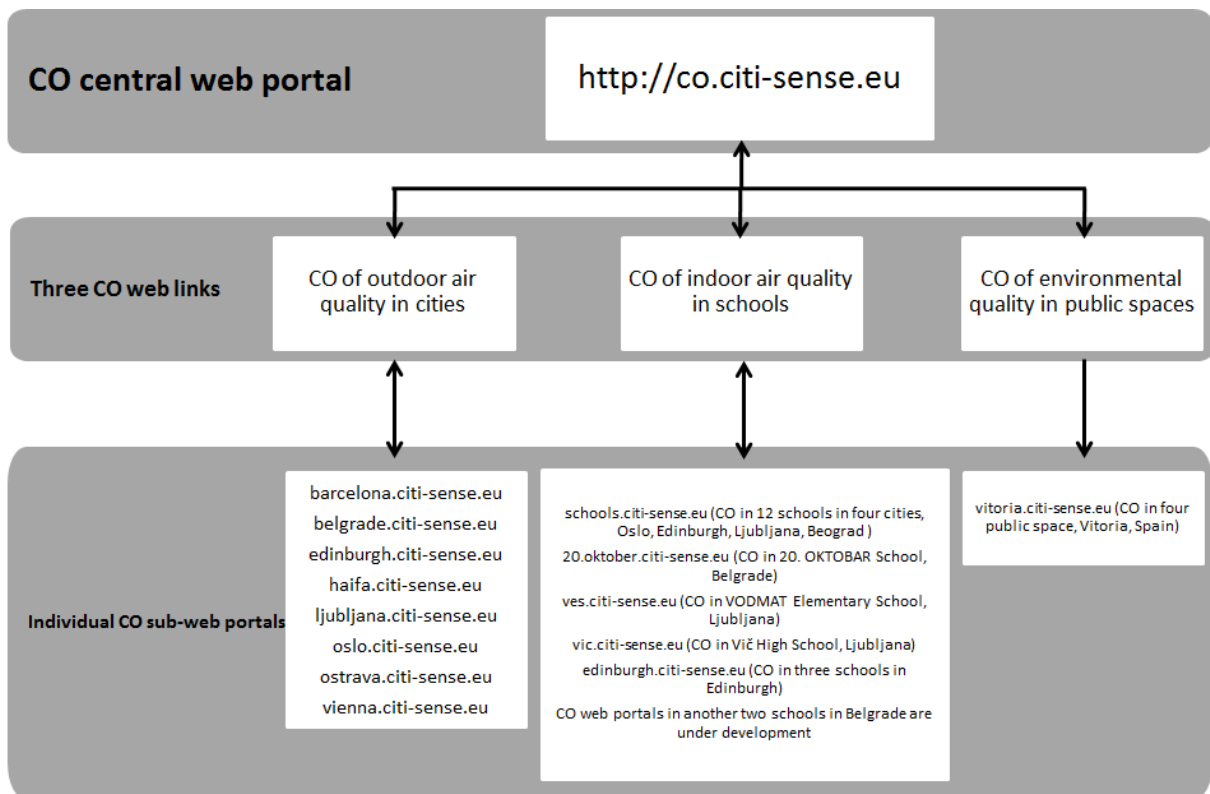 CO central web portal
http://co.citi-sense.eu
Three CO web links
CO of outdoor air
quality in cities
CO of indoor air quality
in schools
CO of environmental
quality in public spaces
Individual CO sub-web portals
barcelona.citi-sense.eu
belgrade.citi-sense.eu
edinburgh.citi-sense.eu
haifa.citi-sense.eu
ljubljana.citi-sense.eu
oslo.citi-sense.eu
ostrava.citi-sense.eu
vienna.citi-sense.eu
schools.citi-sense.eu (CO in 12 schools in four cities,
Oslo, Edinburgh, Ljubljana, Beograd )
20.oktober.citi-sense.eu (CO in 20. OKTOBAR School,
Belgrade)
ves.citi-sense.eu (CO in VODMAT Elementary School,
Ljubljana)
vic.citi-sense.eu (CO in Vič High School, Ljubljana)
edinburgh.citi-sense.eu (CO in three schools in
Edinburgh)
CO web portals in another two schools in Belgrade are
under development
vitoria.citi-sense.eu (CO in four
public space, Vitoria, Spain)